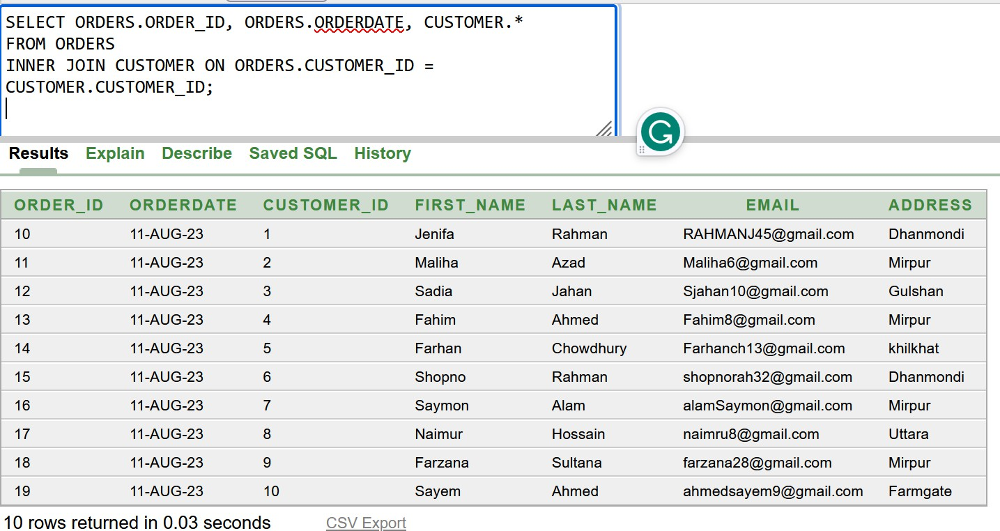 SELECT ORDERS.ORDER_ID, ORDERS.ORDERDATE, CUSTOMER.*
FROM ORDERS
INNER JOIN CUSTOMER ON ORDERS.CUSTOMER_ID =
CUSTOMER.CUSTOMER_ID;
G
Results Explain Describe Saved SQL History
ORDER_ID ORDERDATE CUSTOMER_ID FIRST_NAME LAST_NAME EMAIL ADDRESS
10 11-AUG-23 1 Jenifa Rahman RAHMANJ45@gmail.com Dhanmondi
11 11-AUG-23 2 Maliha Azad Maliha6@gmail.com Mirpur
12 11-AUG-23 3 Sadia Jahan Sjahan10@gmail.com Gulshan
13 11-AUG-23 4 Fahim Ahmed Fahim8@gmail.com Mirpur
14 11-AUG-23 5 Farhan Chowdhury Farhanch13@gmail.com khilkhat
15 11-AUG-23 6 Shopno Rahman shopnorah32@gmail.com Dhanmondi
16 11-AUG-23 7 Saymon Alam alamSaymon@gmail.com Mirpur
17 11-AUG-23 8 Naimur Hossain naimru8@gmail.com Uttara
18 11-AUG-23 9 Farzana Sultana farzana28@gmail.com Mirpur
19 11-AUG-23 10 Sayem Ahmed ahmedsayem9@gmail.com Farmgate
10 rows returned in 0.03 seconds CSV Export